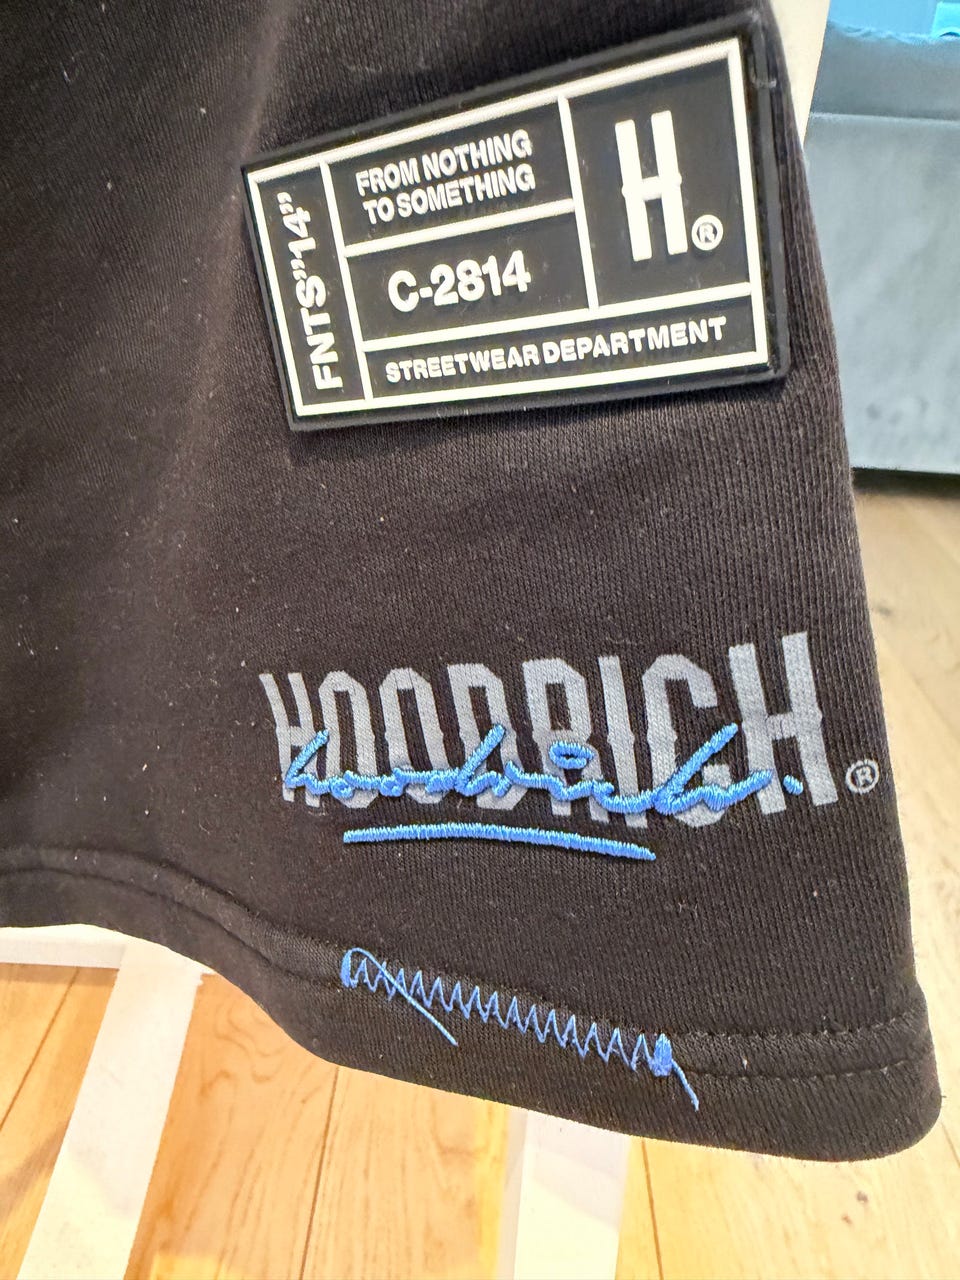 FNTS"14"
FROM NOTHING
TO SOMETHING
C-2814
H®
STREETWEAR DEPARTMENT
HOODRICH®
hoodrich.